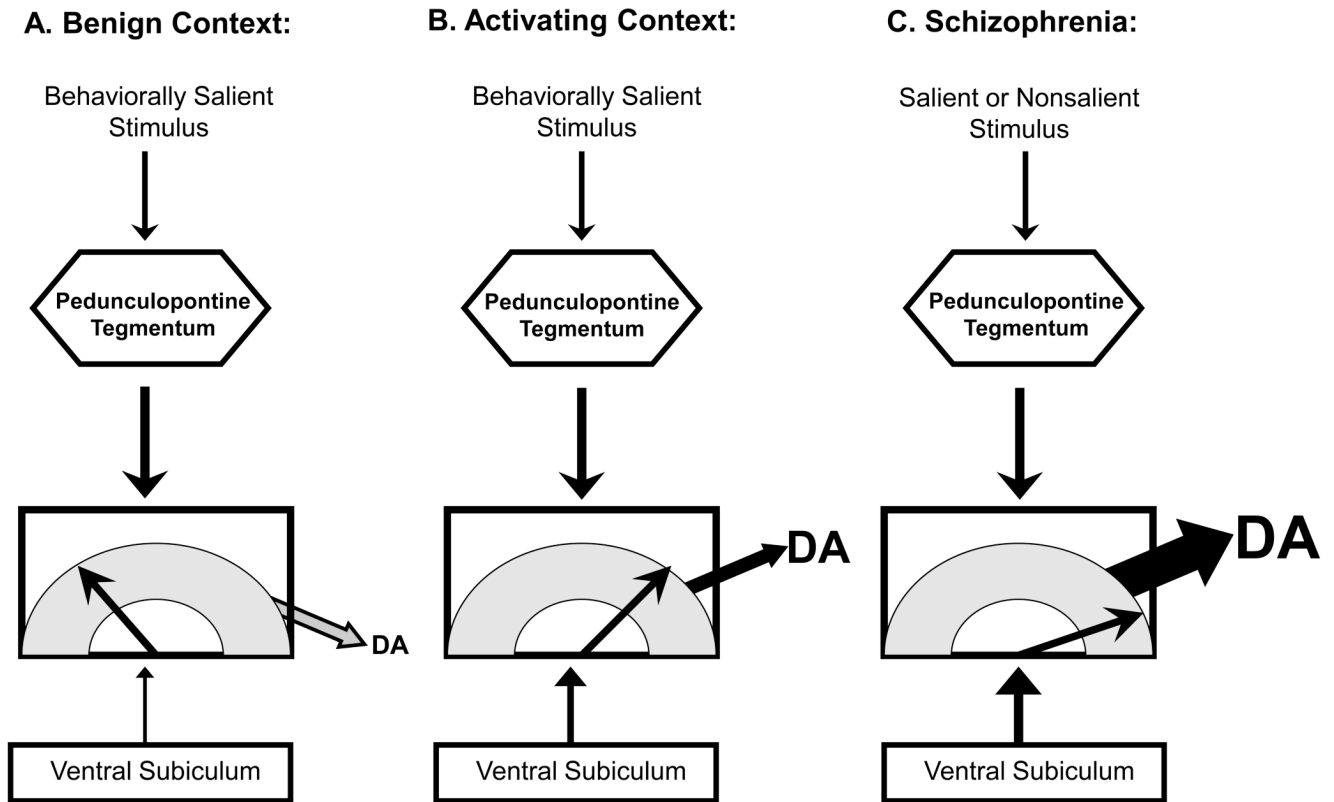 A. Benign Context:
Behaviorally Salient
Stimulus
Pedunculopontine
Tegmentum
DA
Ventral Subiculum
B. Activating Context:
Behaviorally Salient
Stimulus
Pedunculopontine
Tegmentum
DA
Ventral Subiculum
C. Schizophrenia:
Salient or Nonsalient
Stimulus
Pedunculopontine
Tegmentum
DA
Ventral Subiculum